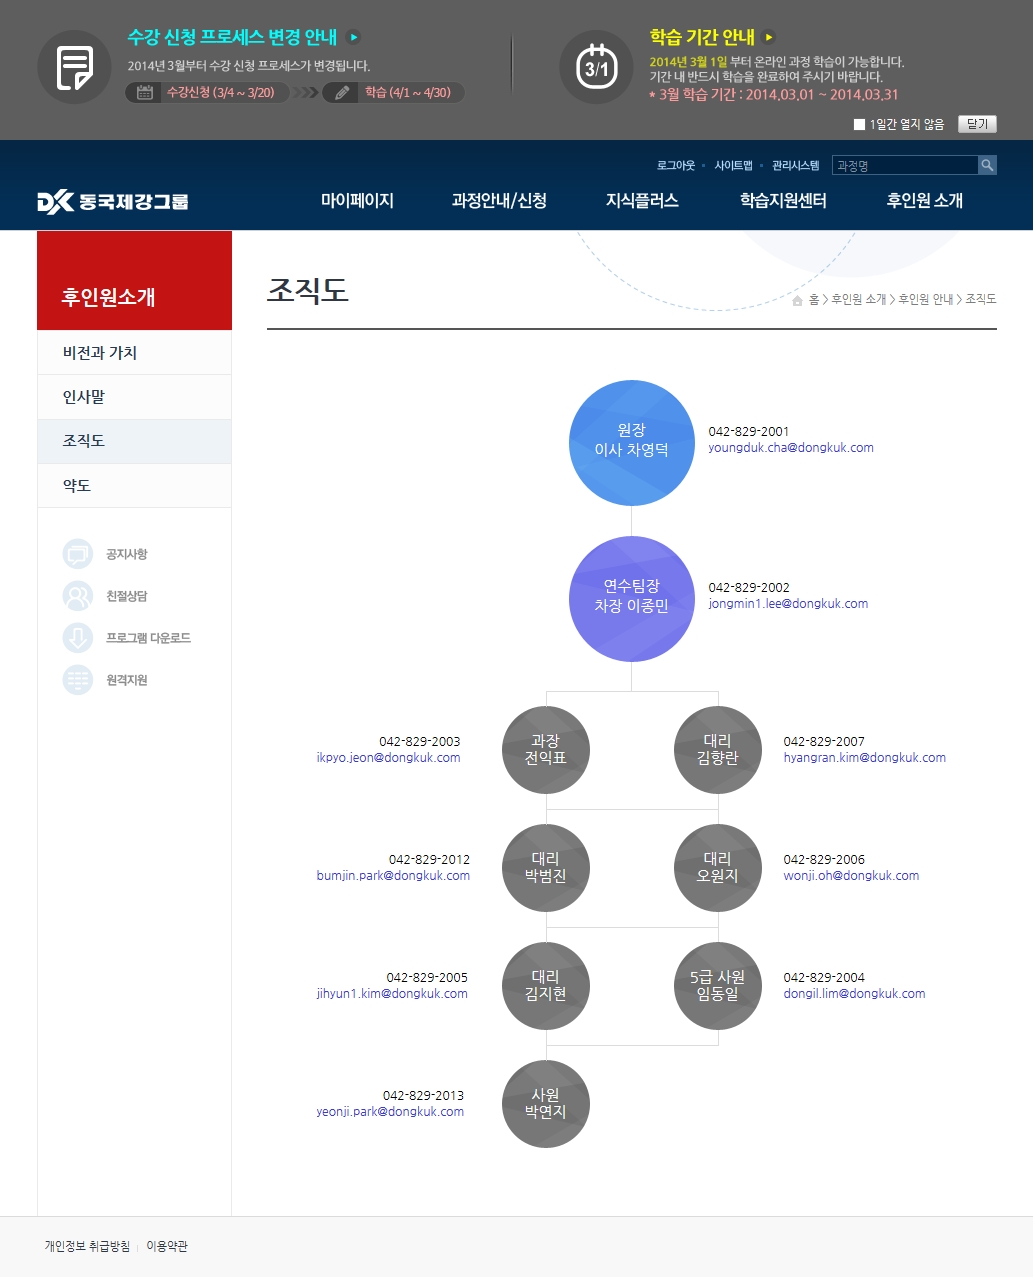 수강 신청 프로세스 변경 안내
2014년 3월부터 수강 신청 프로세스가 변경됩니다.
수강신청 (3/4 ~ 3/20)
학습 (4/1 ~ 4/30)
3/1
학습 기간 안내
2014년 3월 1일 부터 온라인 과정 학습이 가능합니다.
기간 내 반드시 학습을 완료하여 주시기 바랍니다.
* 3월 학습 기간 : 2014.03.01 ~ 2014.03.31
1일간 열지 않음
닫기
로그아웃
사이트맵
관리시스템
과정명
DK 동국제강그룹
마이페이지
과정안내/신청
지식플러스
학습지원센터
후인원 소개
후인원소개
비전과 가치
인사말
조직도
약도
공지사항
친절상담
프로그램 다운로드
원격지원
조직도
홈 > 후인원 소개 > 후인원 안내 > 조직도
원장
이사 차영덕
042-829-2001
youngduk.cha@dongkuk.com
연수팀장
차장 이종민
042-829-2002
jongmin1.lee@dongkuk.com
042-829-2003
ikpyo.jeon@dongkuk.com
과장
전익표
대리
김향란
042-829-2007
hyangran.kim@dongkuk.com
042-829-2012
bumjin.park@dongkuk.com
대리
박범진
대리
오원지
042-829-2006
wonji.oh@dongkuk.com
042-829-2005
jihyun1.kim@dongkuk.com
대리
김지현
5급 사원
임동일
042-829-2004
dongil.lim@dongkuk.com
042-829-2013
yeonji.park@dongkuk.com
사원
박연지
개인정보 취급방침
이용약관